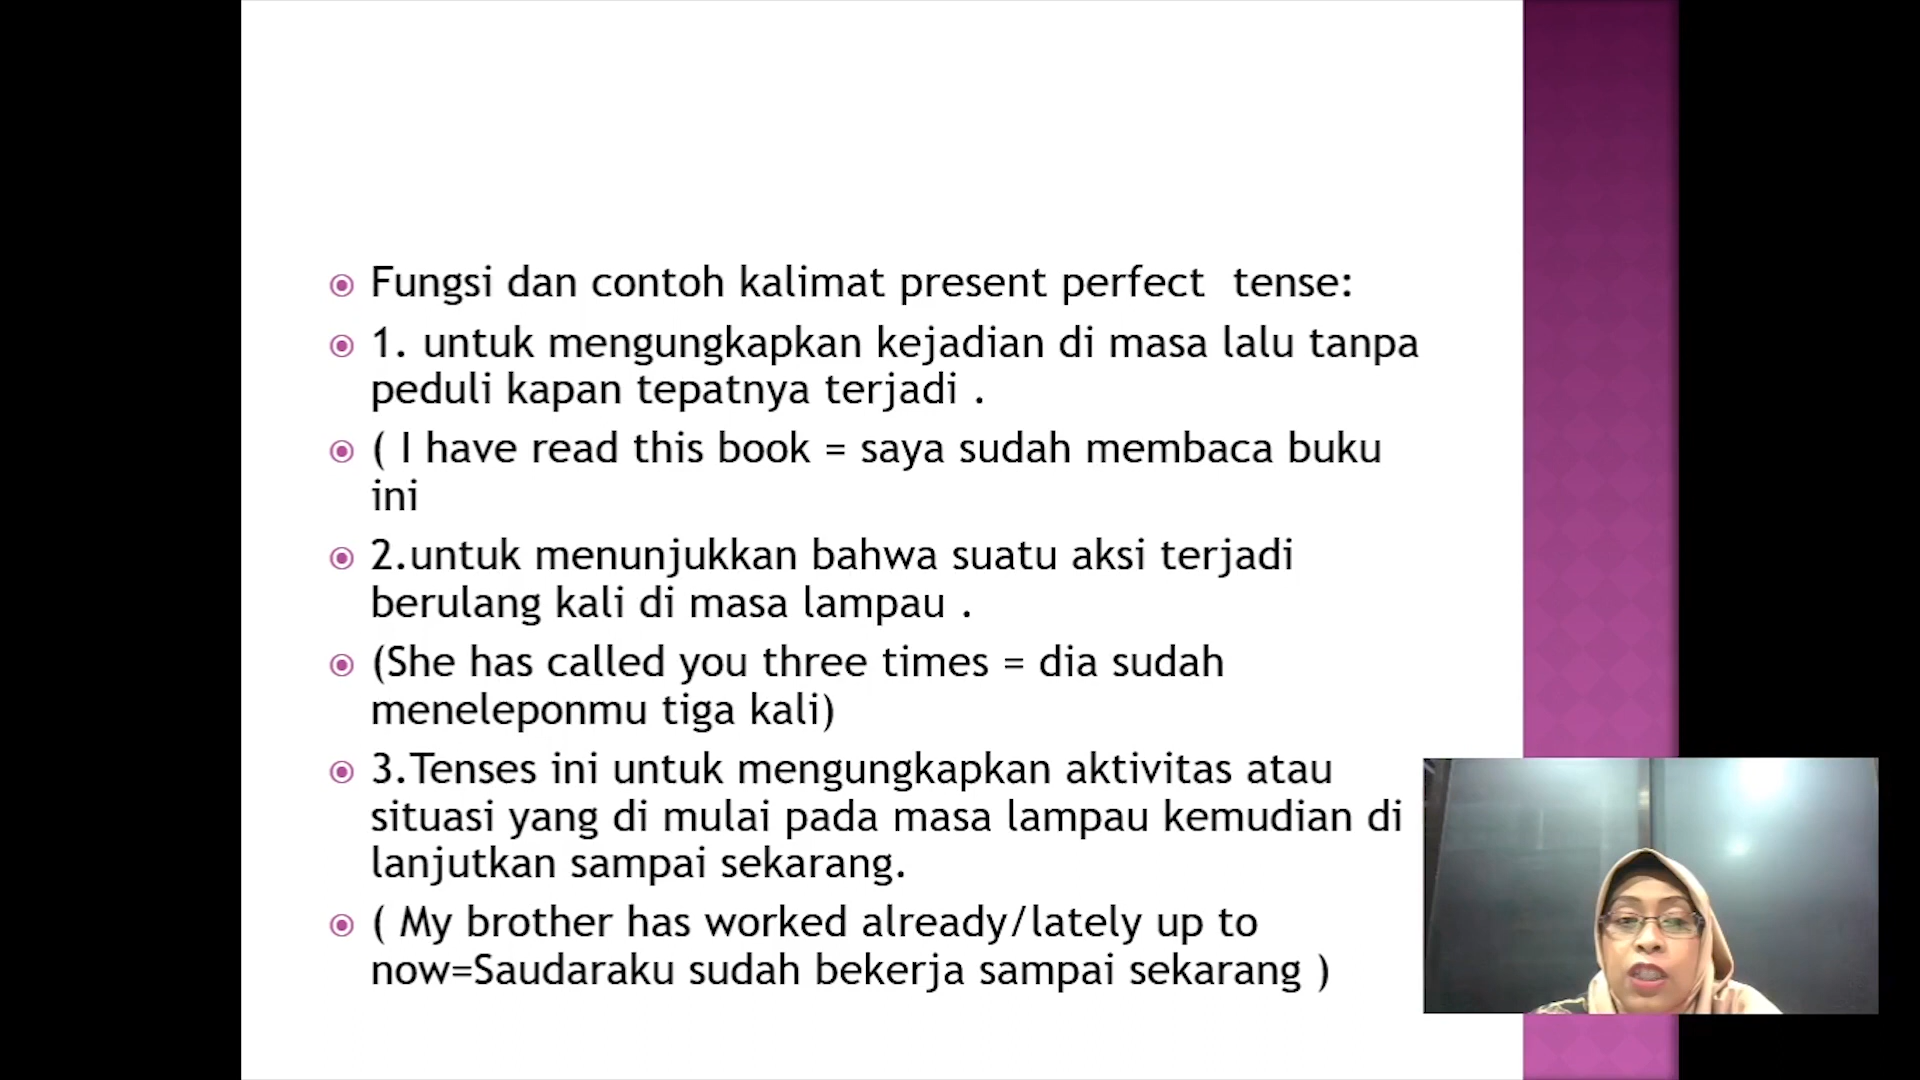 Fungsi dan contoh kalimat present perfect  tense:
1. untuk mengungkapkan kejadian di masa lalu tanpa
peduli kapan tepatnya terjadi .
( I have read this book = saya sudah membaca buku
ini
2.untuk menunjukkan bahwa suatu aksi terjadi
berulang kali di masa lampau .
(She has called you three times = dia sudah
meneleponmu tiga kali)
3.Tenses ini untuk mengungkapkan aktivitas atau
situasi yang di mulai pada masa lampau kemudian di
lanjutkan sampai sekarang.
( My brother has worked already/lately up to
now=Saudaraku sudah bekerja sampai sekarang )